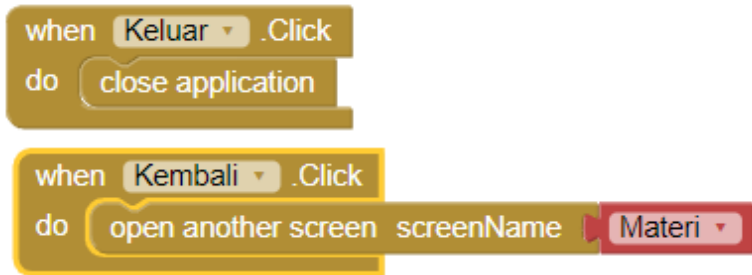 when Keluar .Click
do close application
when Kembali .Click
do open another screen screenName Materi